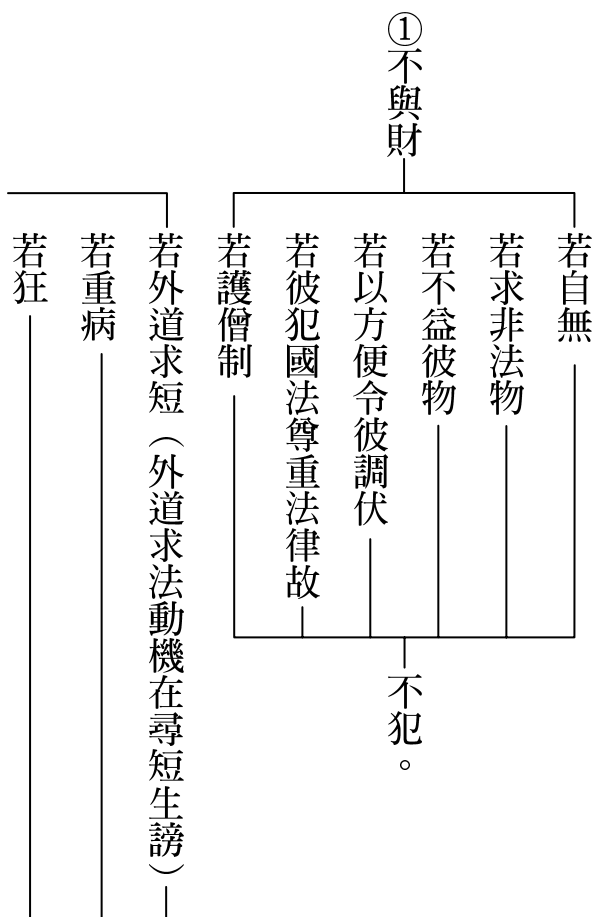 ①不與財
若自無
若求非法物
若不益彼物
若以方便令彼調伏
若彼犯國法尊重法律故
若護僧制
不犯。
若外道求短（外道求法動機在尋短生謗）
若重病
若狂